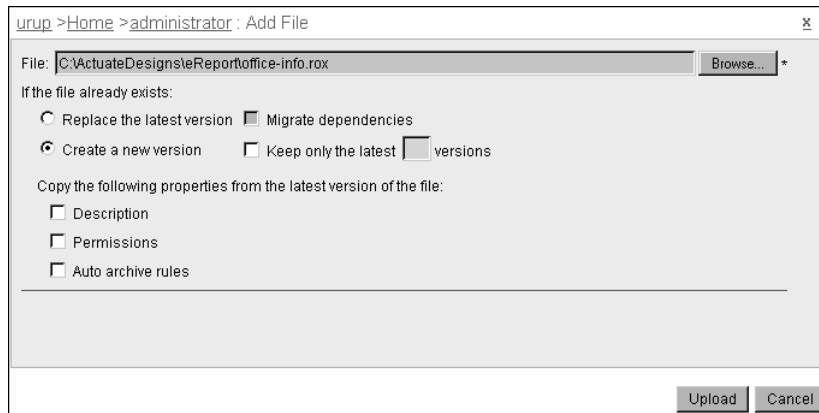 urup >Home >administrator : Add File x
File: C:\ActuateDesigns\eReport\office-info.rox Browse... *
If the file already exists:
Replace the latest version Migrate dependencies
Create a new version Keep only the latest versions
Copy the following properties from the latest version of the file:
Description
Permissions
Auto archive rules
Upload Cancel